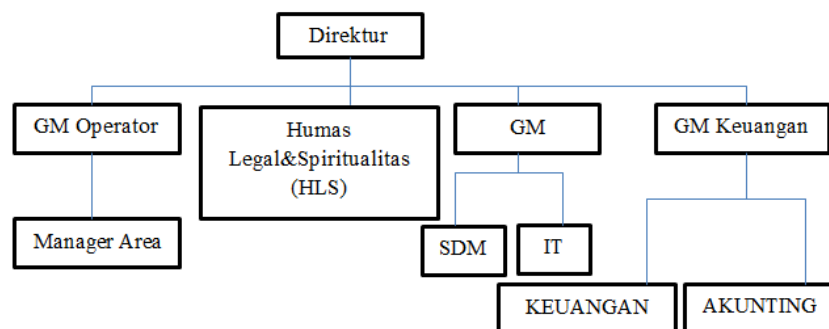 Direktur
GM Operator
Humas
Legal&Spiritualitas
(HLS)
GM
GM Keuangan
Manager Area
SDM
IT
KEUANGAN
AKUNTING